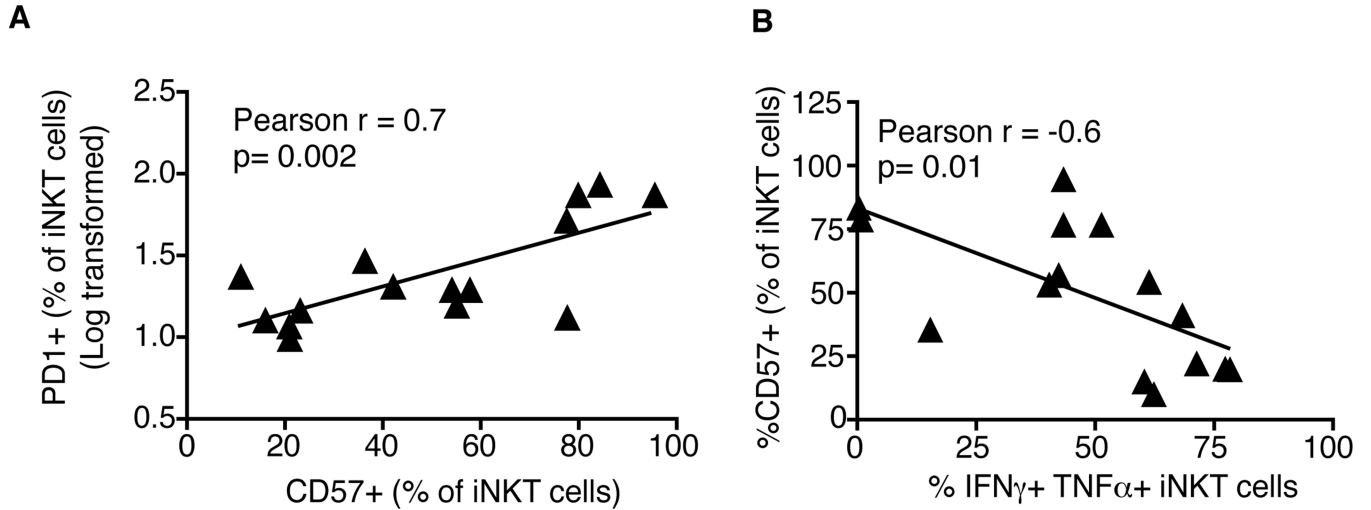 A
PD1+ (% of iNKT cells)
(Log transformed)
2.5
2.0
1.5
1.0
0.5
Pearson r = 0.7
p= 0.002
0
20
40
60
80
100
CD57+ (% of iNKT cells)
B
%CD57+ (% of iNKT cells)
125
100
75
50
25
0
Pearson r = -0.6
p= 0.01
0
25
50
75
100
% IFNγ+ TNFα+ iNKT cells